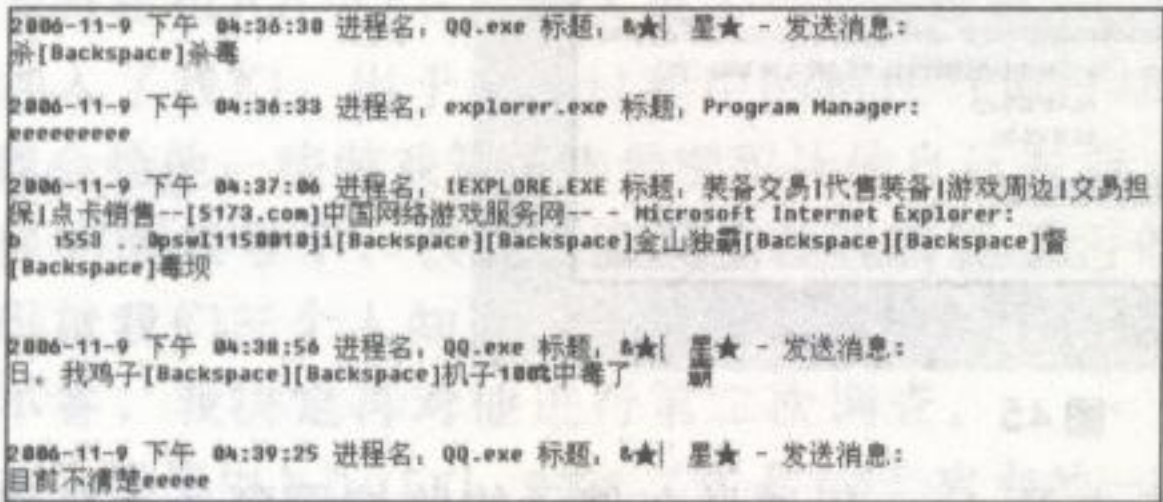 2006-11-9 下午 04:36:30 进程名：QQ.exe 标题：&★| 星★ - 发送消息：
杀[Backspace]杀毒
2006-11-9 下午 04:36:33 进程名：explorer.exe 标题：Program Manager：
eeeeeeeeee
2006-11-9 下午 04:37:06 进程名：IEXPLORE.EXE 标题：装备交易|代售装备|游戏周边|交易担
保|点卡销售--[5173.com]中国网络游戏服务网-- - Microsoft Internet Explorer：
[Backspace][Backspace]金山独霸[Backspace][Backspace]督
[Backspace]毒坝
2006-11-9 下午 04:38:56 进程名：QQ.exe 标题：&★| 星★ - 发送消息：
日。我鸡子[Backspace][Backspace]机子100%中毒了 霸
2006-11-9 下午 04:39:25 进程名：QQ.exe 标题：&★| 星★ - 发送消息：
目前不清楚eeeee
图45